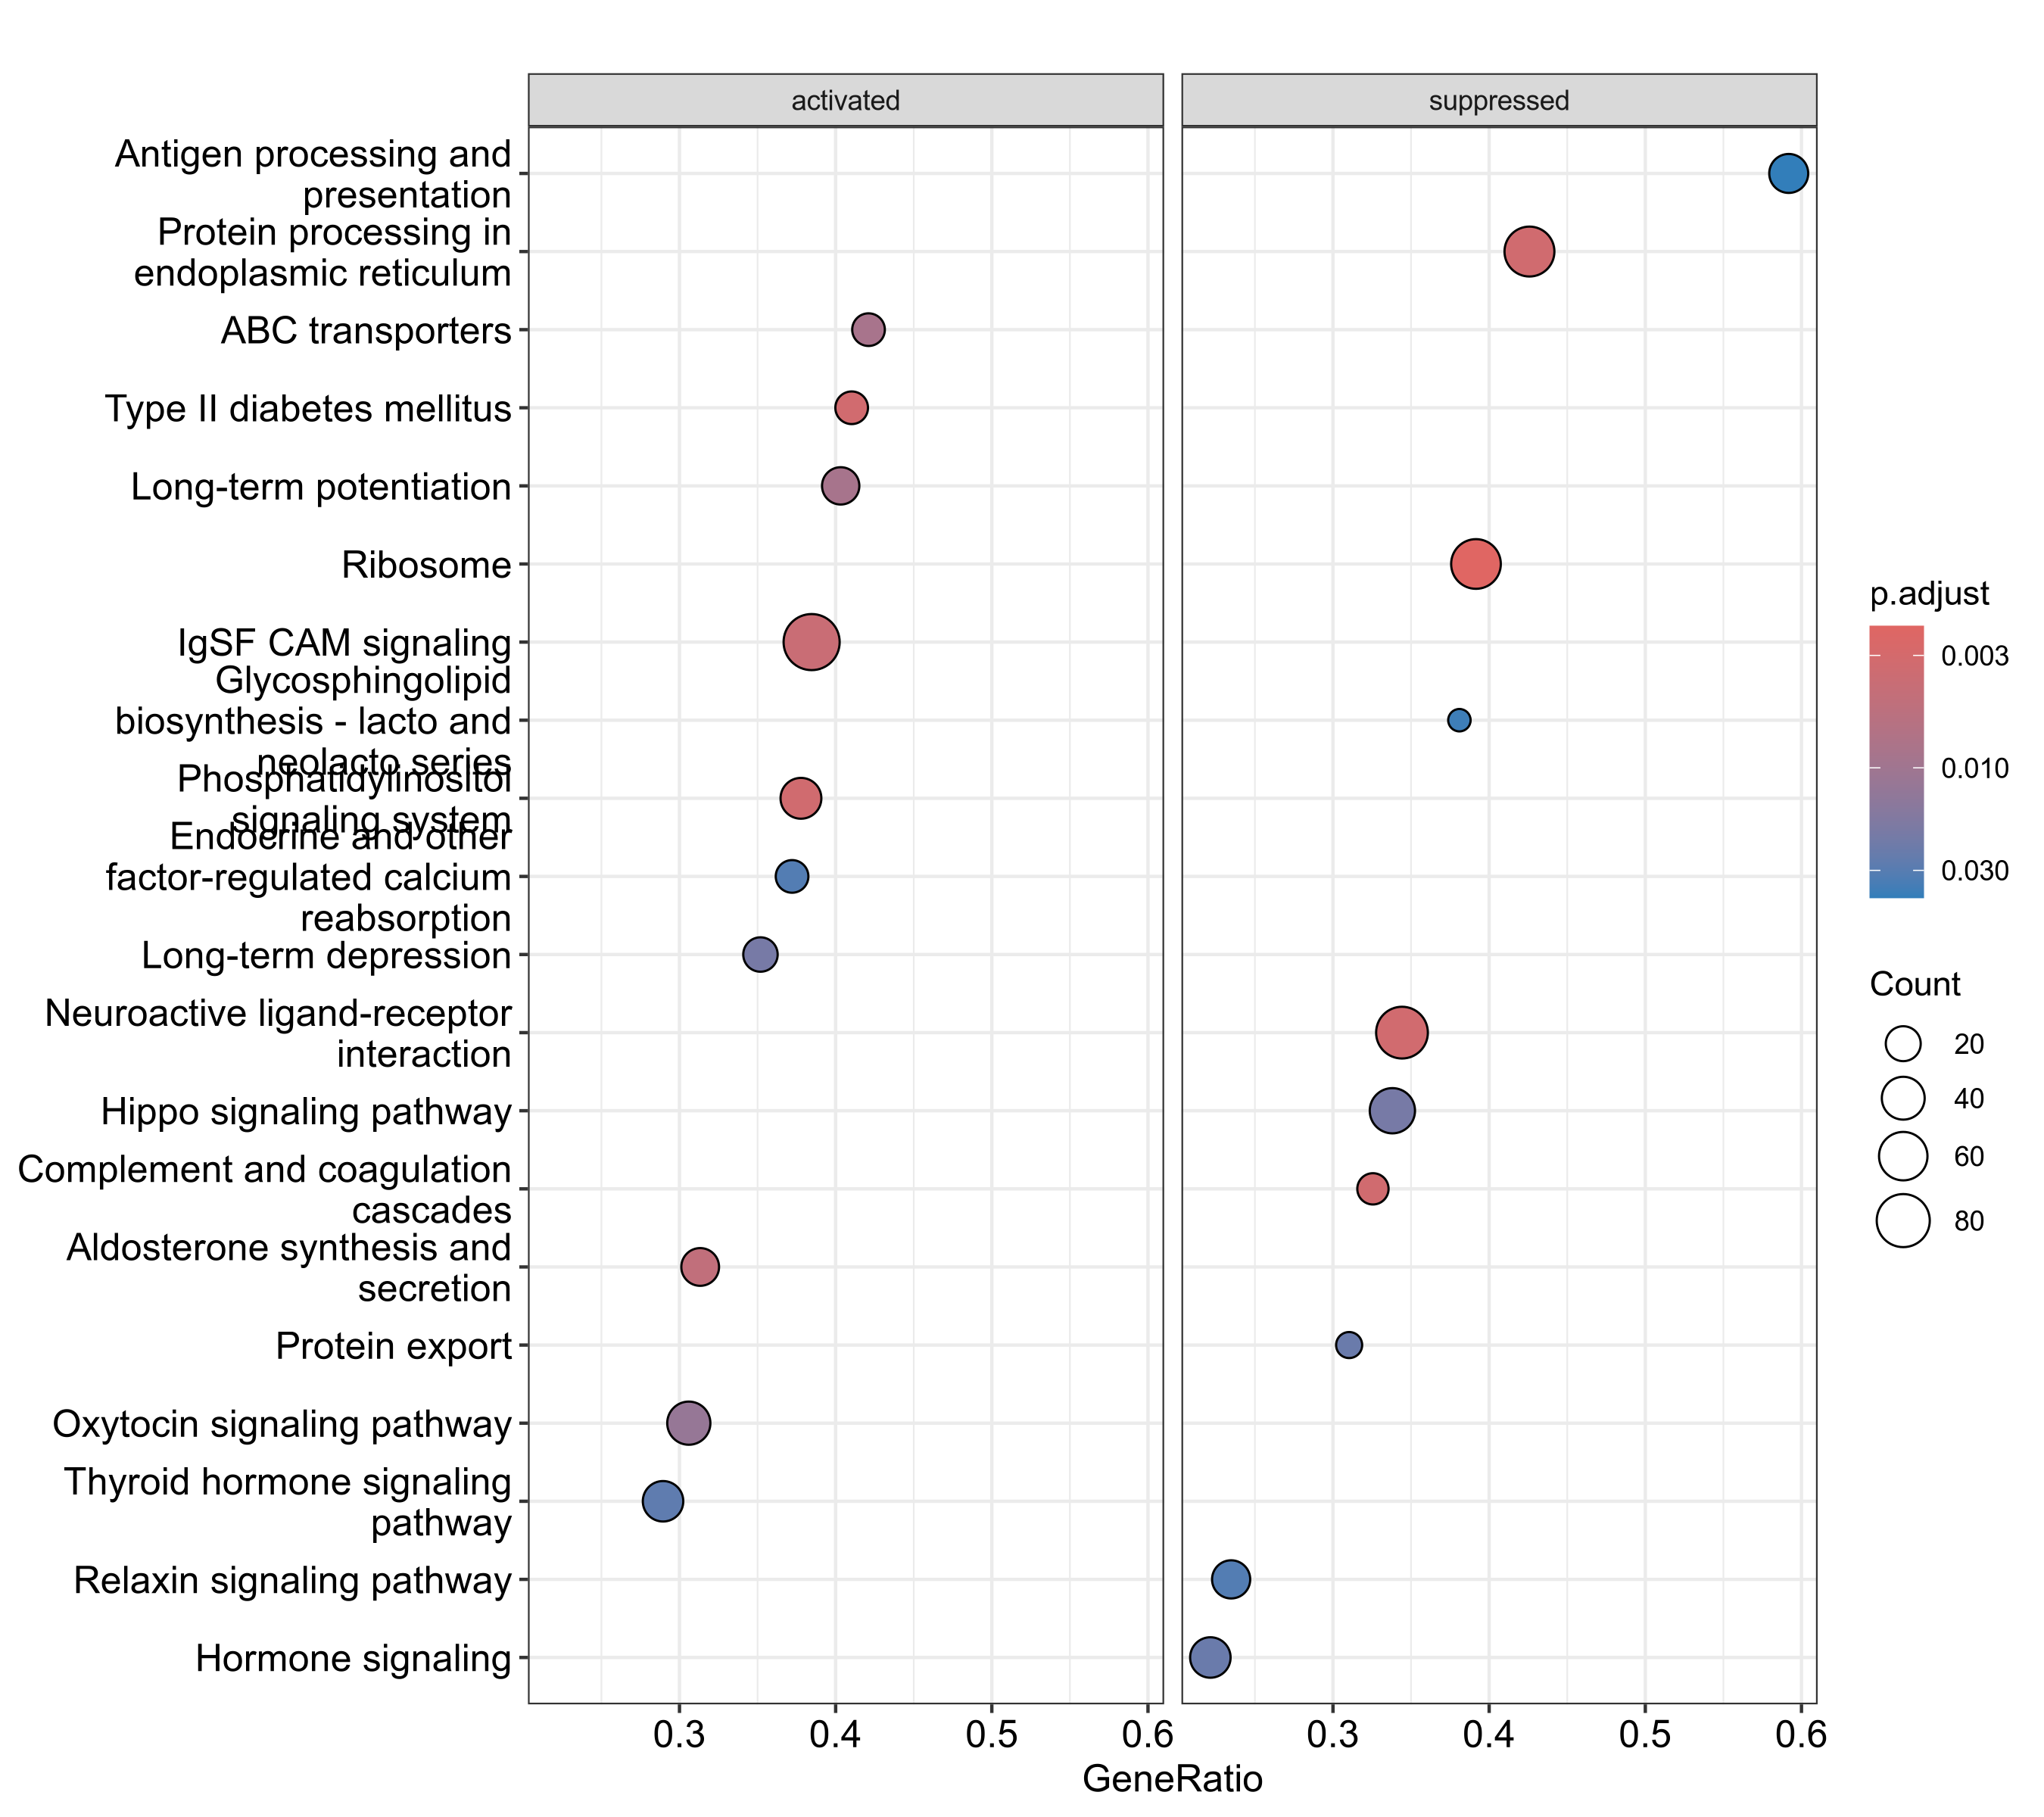 activated
suppressed
Antigen processing and
presentation
Protein processing in
endoplasmic reticulum
ABC transporters
Type II diabetes mellitus
Long-term potentiation
Ribosome
IgSF CAM signaling
Glycosphingolipid
biosynthesis - lacto and
neolacto series
Phosphatidylinositol
signaling system
Endocrine and other
factor-regulated calcium
reabsorption
Long-term depression
Neuroactive ligand-receptor
interaction
Hippo signaling pathway
Complement and coagulation
cascades
Aldosterone synthesis and
secretion
Protein export
Oxytocin signaling pathway
Thyroid hormone signaling
pathway
Relaxin signaling pathway
Hormone signaling
0.3 0.4 0.5 0.6
0.3 0.4 0.5 0.6
GeneRatio
p.adjust
0.003
0.010
0.030
Count
20
40
60
80